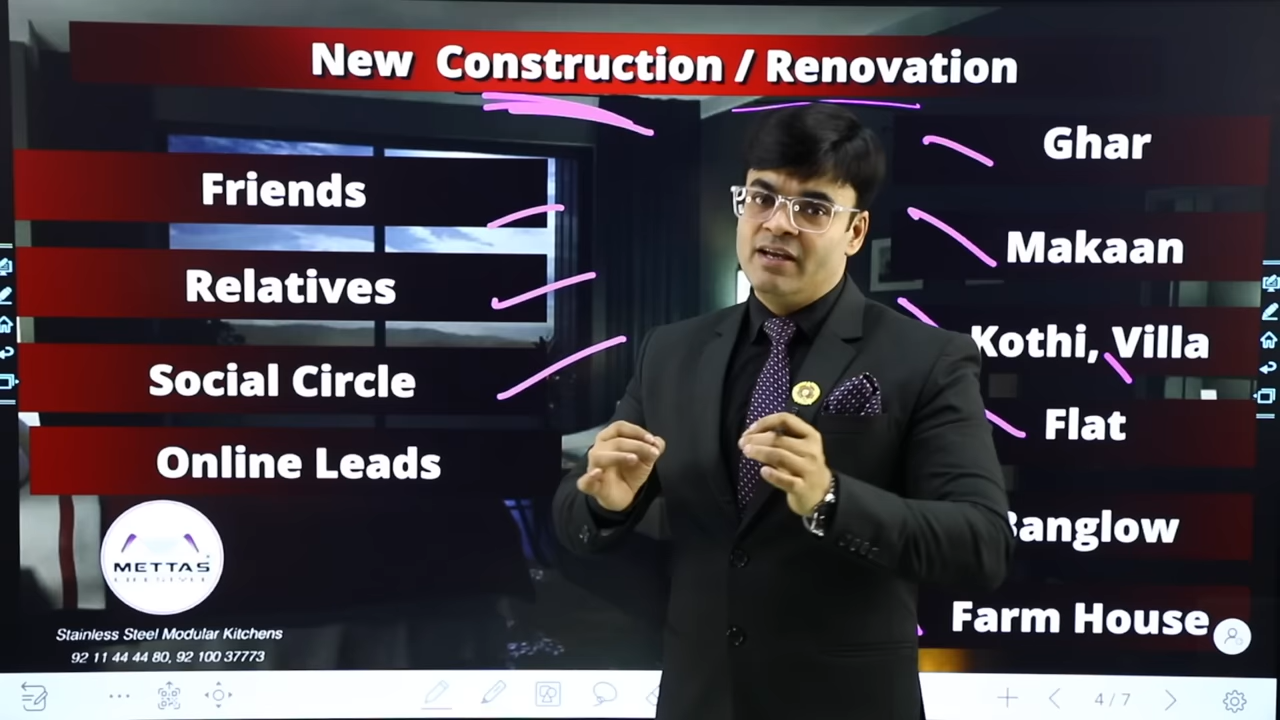 New Construction / Renovation
Friends
Relatives
Social Circle
Online Leads
Ghar
Makaan
Kothi, Villa
Flat
Banglow
Farm House
METTAS
LIFESTYLE
Stainless Steel Modular Kitchens
92 11 44 44 80, 92 100 37773
4/7